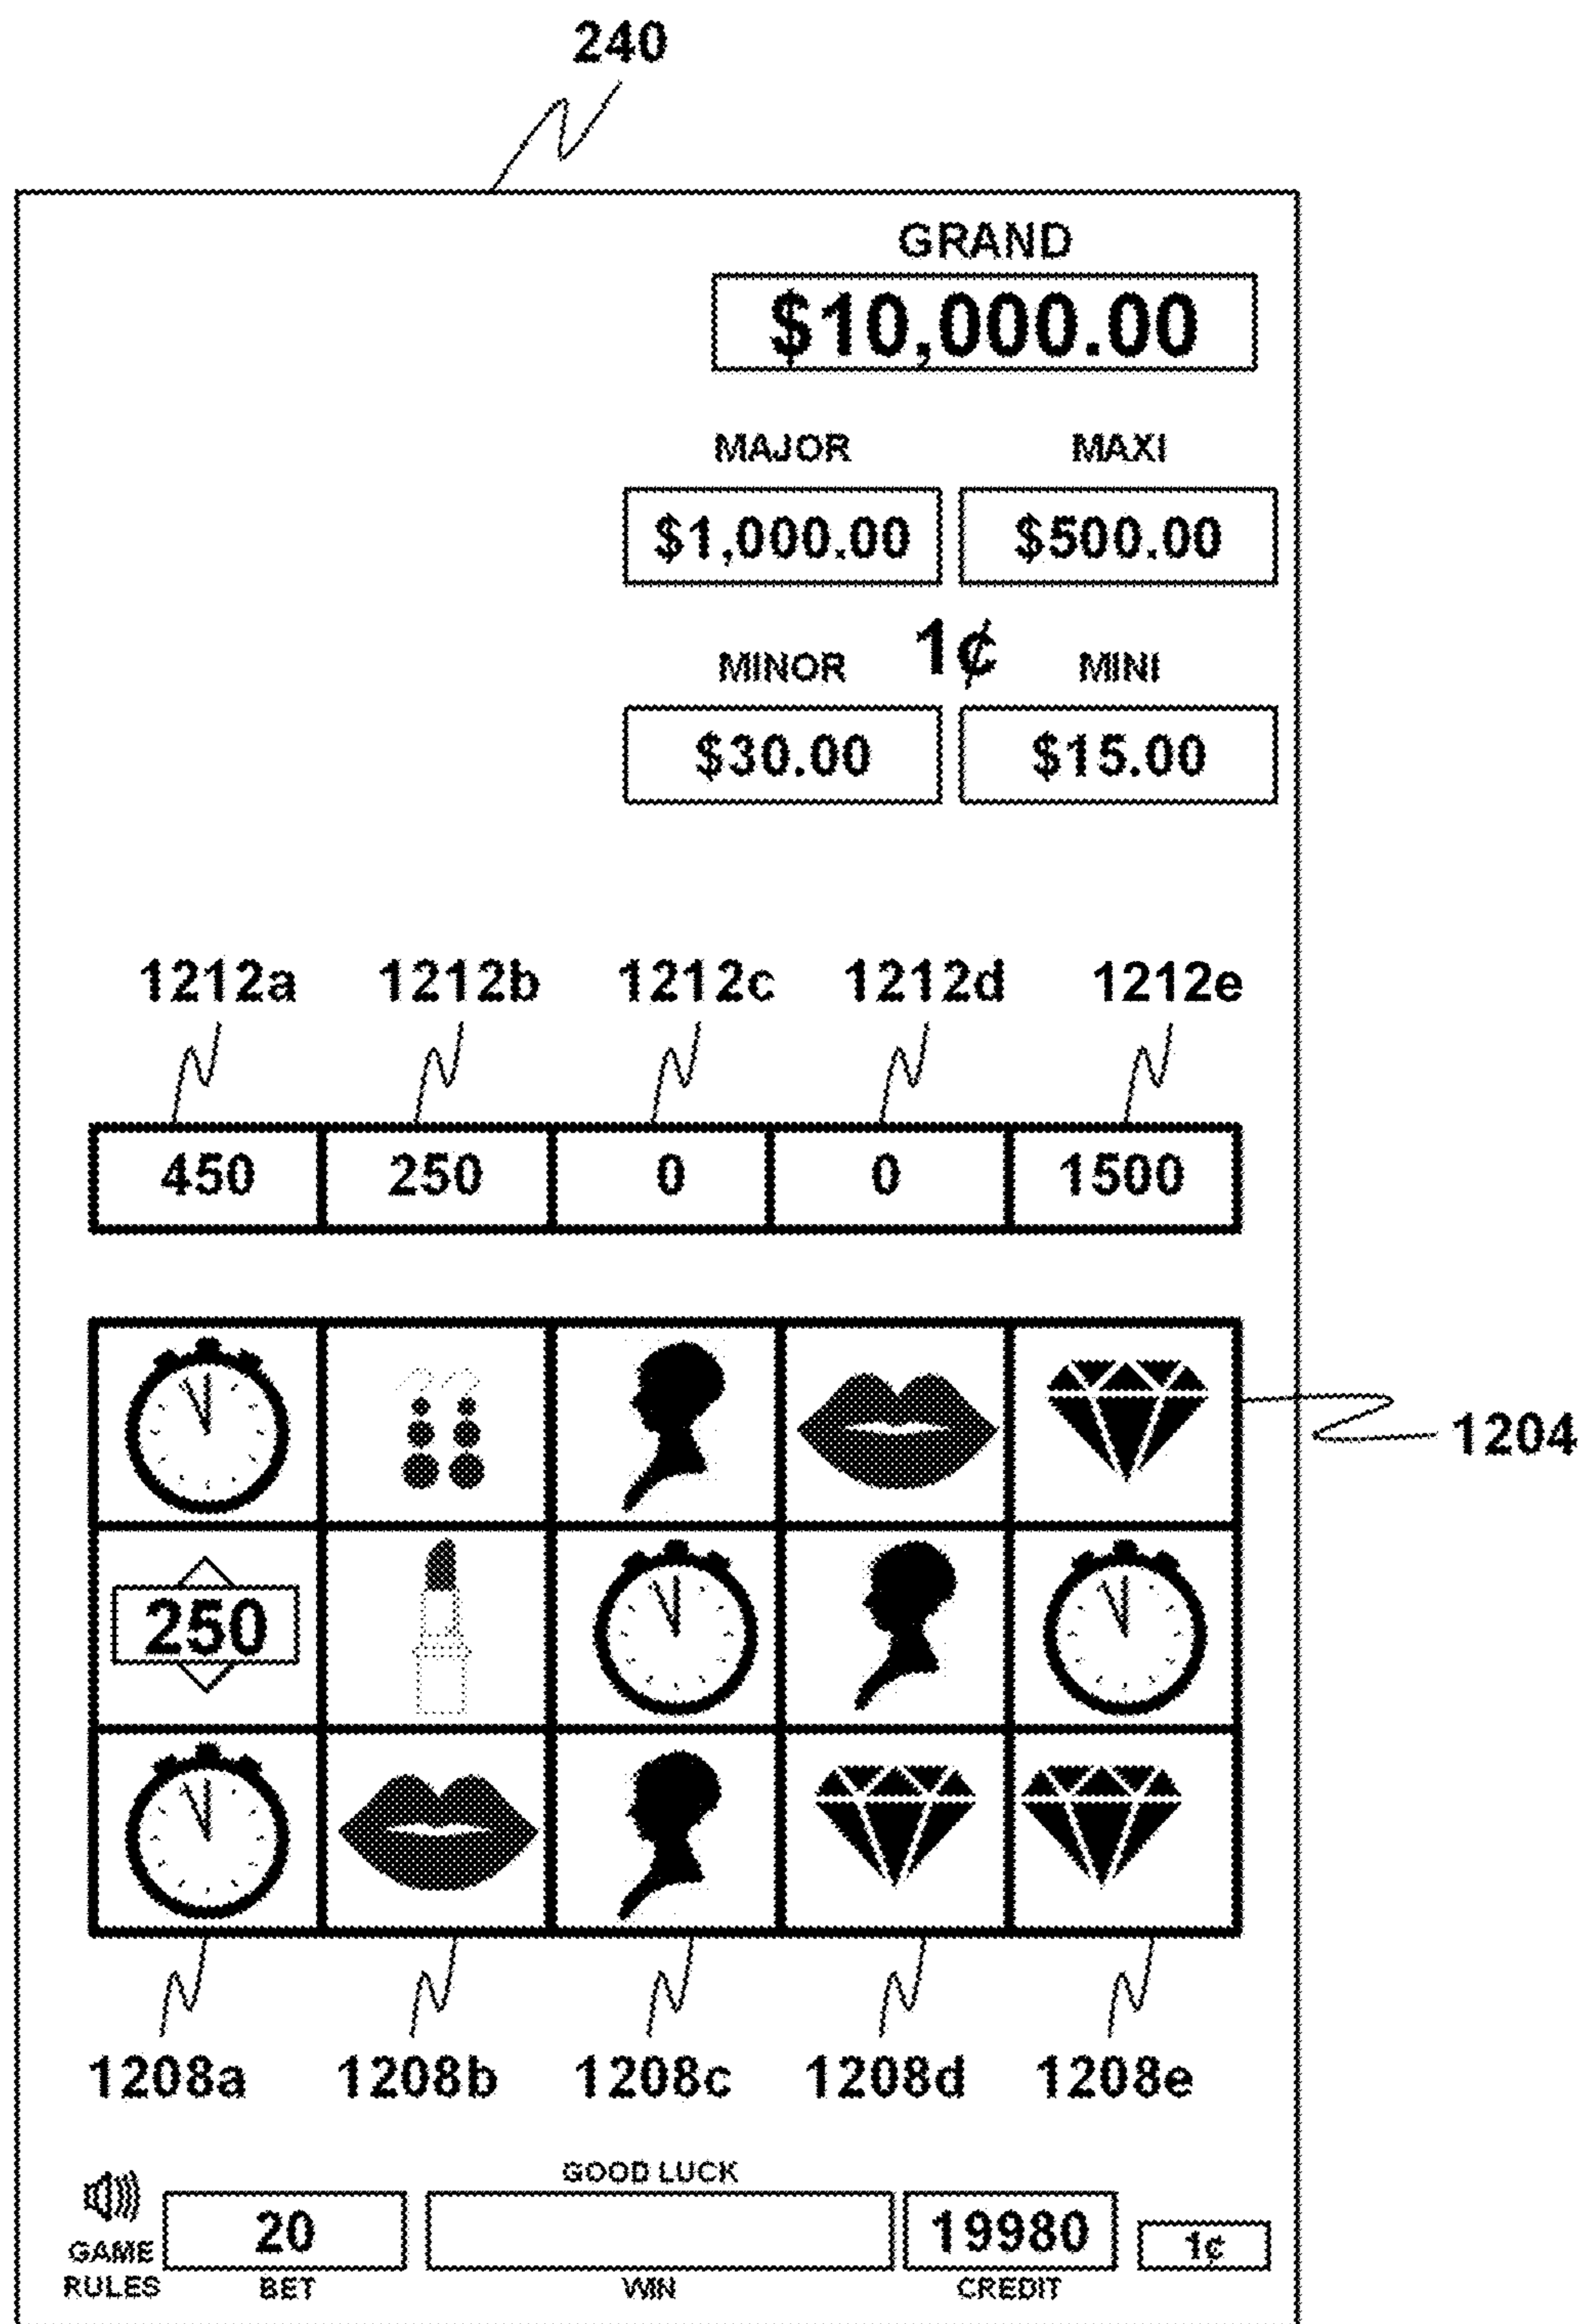 240
GRAND
$10,000.00
MAJOR MAXI
$1,000.00 $500.00
1¢
MINOR MINI
$30.00 $15.00
1212a 1212b 1212c 1212d 1212e
450 250 0 0 1500
1204
250
1208a 1208b 1208c 1208d 1208e
GOOD LUCK
20 19980 1¢
GAME
RULES BET WIN CREDIT